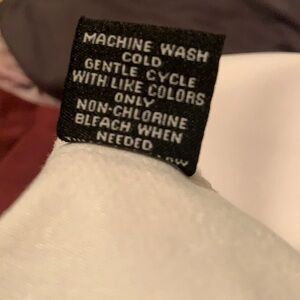 MACHINE WASH
COLD
GENTLE CYCLE
WITH LIKE COLORS
ONLY
NON-CHLORINE
BLEACH WHEN
NEEDED